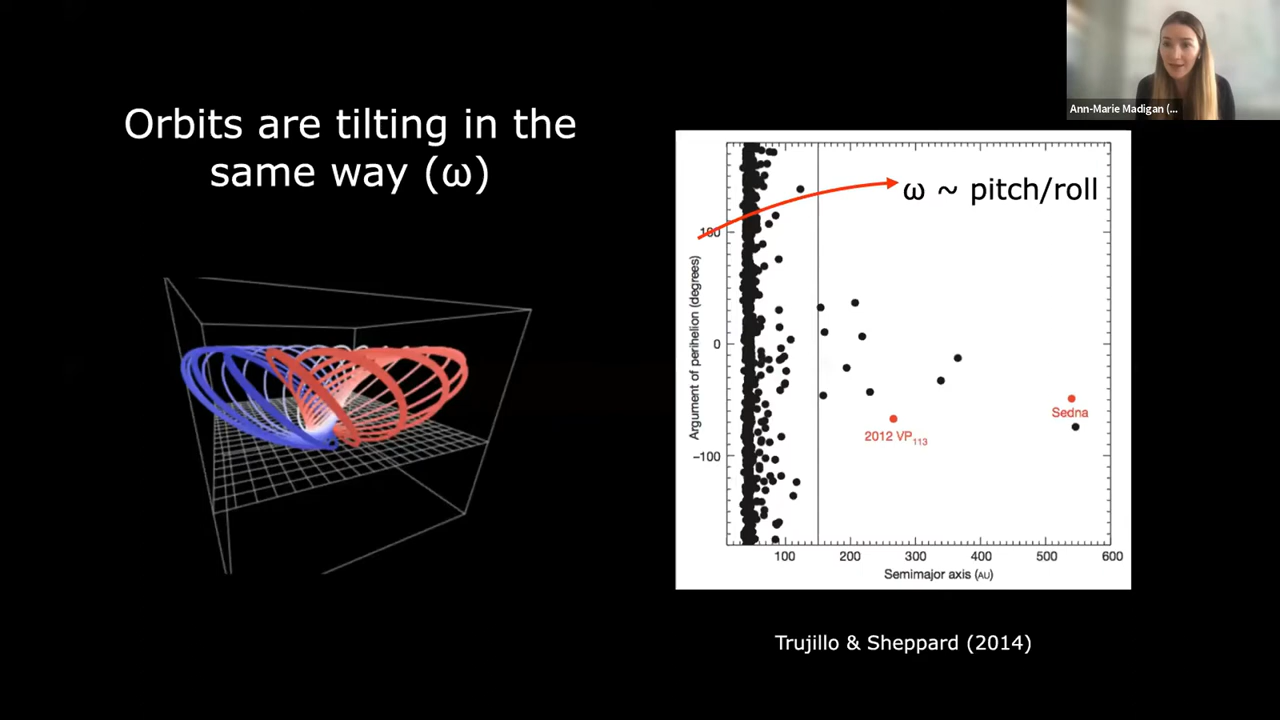 Ann-Marie Madigan (...
Orbits are tilting in the
same way (ω)
ω ~ pitch/roll
100
0
−100
Argument of perihelion (degrees)
Sedna
2012 VP113
100 200 300 400 500 600
Semimajor axis (AU)
Trujillo & Sheppard (2014)